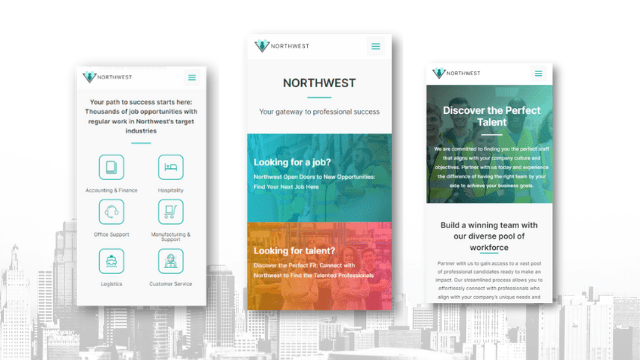 NORTHWEST
Your path to success starts here:
Thousands of job opportunities with
regular work in Northwest's target
industries
Accounting & Finance
Hospitality
Office Support
Manufacturing &
Support
Logistics
Customer Service
NORTHWEST
NORTHWEST
Your gateway to professional success
Looking for a job?
Northwest Open Doors to New Opportunities:
Find Your Next Job Here
Looking for talent?
Discover the Perfect Fit: Connect with
Northwest to Find the Talented Professionals
NORTHWEST
Discover the Perfect
Talent
We are committed to finding you the perfect staff
that aligns with your company culture and
objectives. Partner with us today and experience
the difference of having the right team by your
side to achieve your business goals.
Build a winning team with
our diverse pool of
workforce
Partner with us to gain access to a vast pool
of professional candidates ready to make an
impact. Our streamlined process allows you to
effortlessly connect with professionals who
align with your company's unique needs and